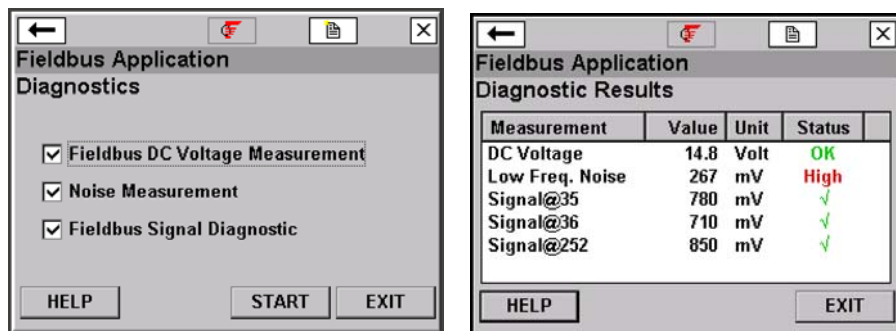 Fieldbus Application
Diagnostics
Fieldbus DC Voltage Measurement
Noise Measurement
Fieldbus Signal Diagnostic
HELP START EXIT
Fieldbus Application
Diagnostic Results
Measurement Value Unit Status
DC Voltage 14.8 Volt OK
Low Freq. Noise 267 mV High
Signal@35 780 mV √
Signal@36 710 mV √
Signal@252 850 mV √
HELP EXIT